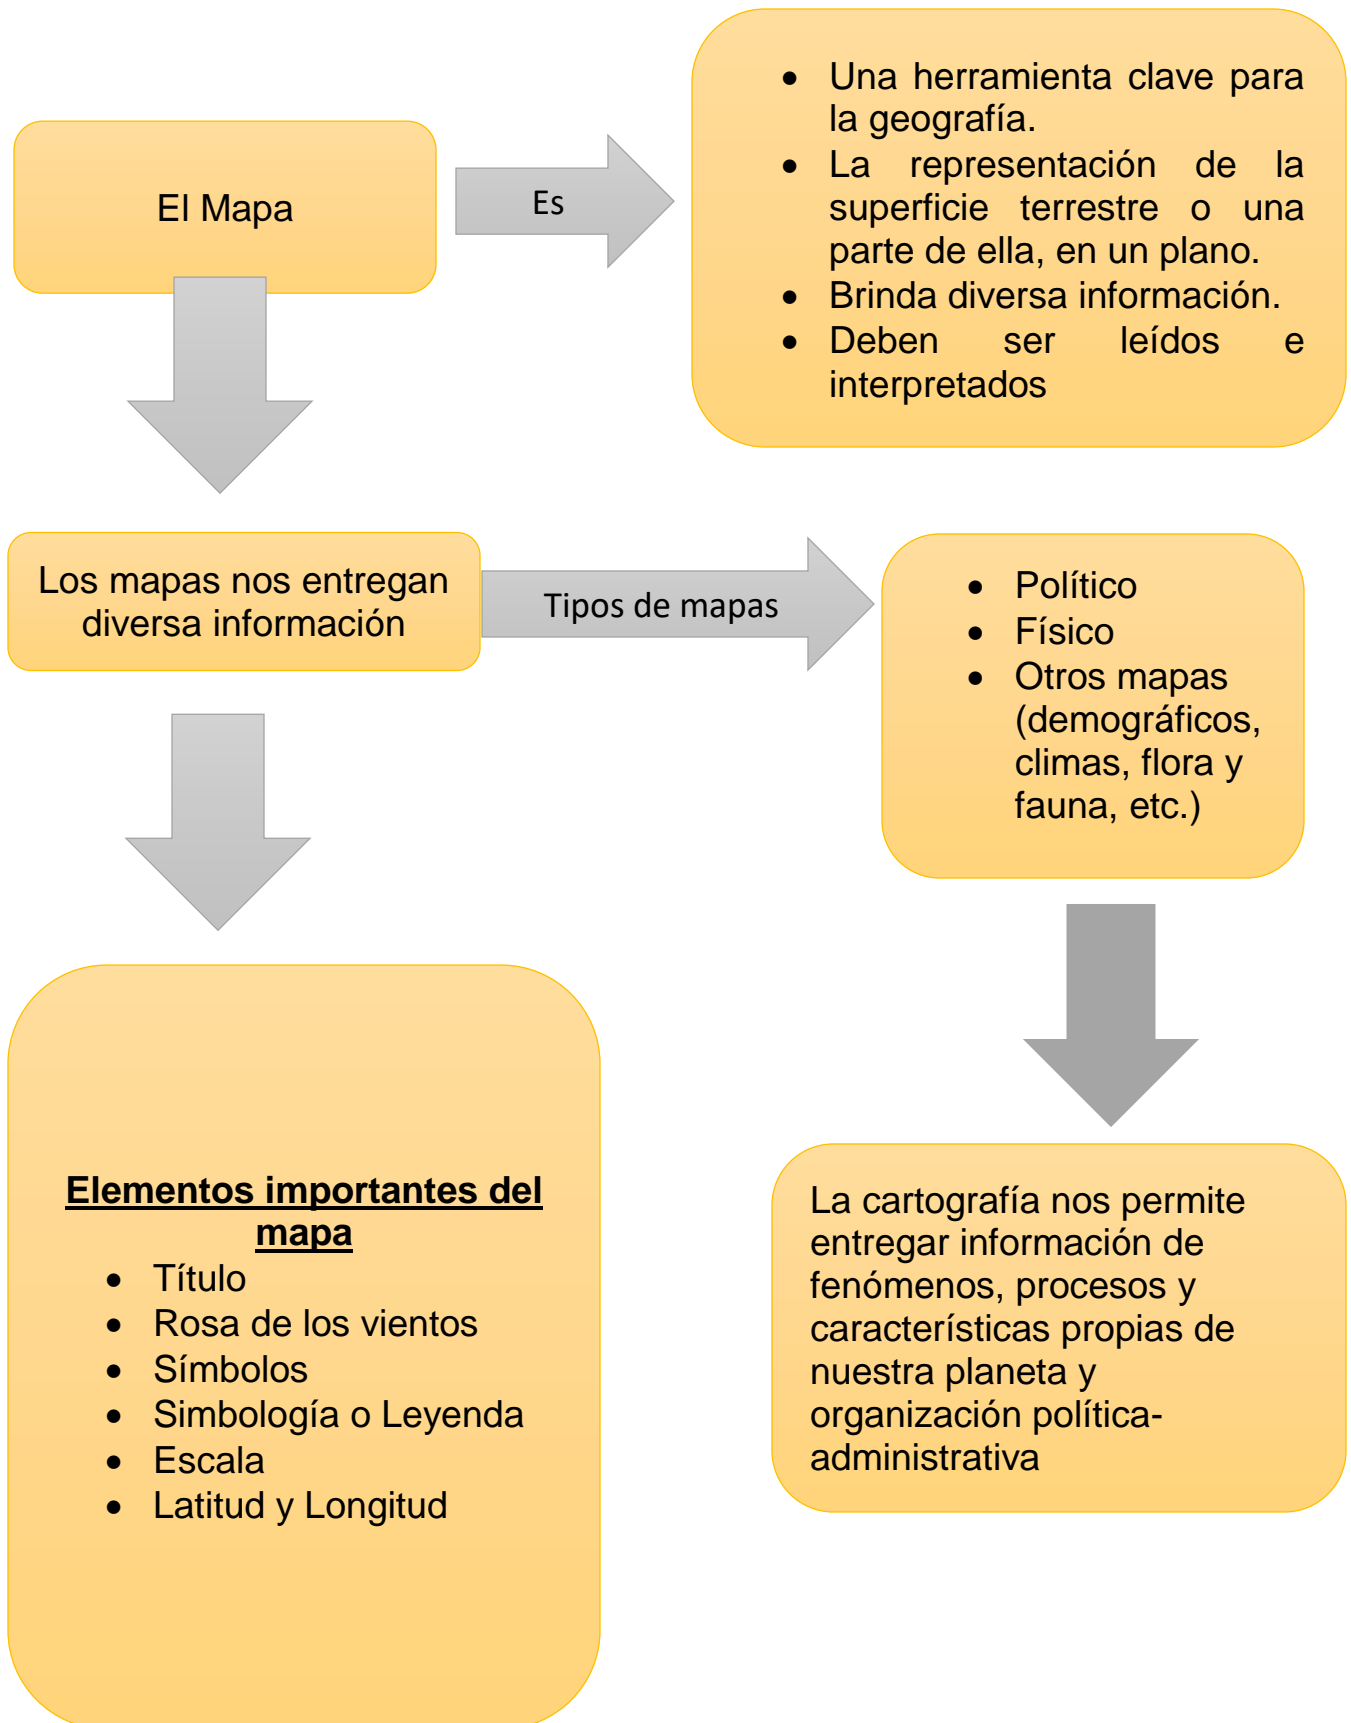 El Mapa
Es
• Una herramienta clave para
la geografía.
• La representación de la
superficie terrestre o una
parte de ella, en un plano.
• Brinda diversa información.
• Deben ser leídos e
interpretados
Los mapas nos entregan
diversa información
Tipos de mapas
• Político
• Físico
• Otros mapas
(demográficos,
climas, flora y
fauna, etc.)
Elementos importantes del
mapa
• Título
• Rosa de los vientos
• Símbolos
• Simbología o Leyenda
• Escala
• Latitud y Longitud
La cartografía nos permite
entregar información de
fenómenos, procesos y
características propias de
nuestra planeta y
organización política-
administrativa